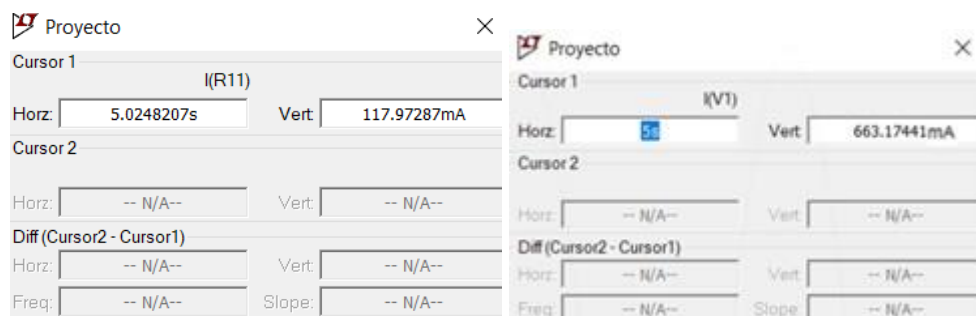 Proyecto
Cursor 1
I(R11)
Horz: 5.0248207s Vert: 117.97287mA
Cursor 2
Horz: -- N/A-- Vert: -- N/A--
Diff (Cursor2 - Cursor1)
Horz: -- N/A-- Vert: -- N/A--
Freq: -- N/A-- Slope: -- N/A--
Proyecto
Cursor 1
I(V1)
Horz: 5s Vert: 663.17441mA
Cursor 2
Horz: -- N/A-- Vert: -- N/A--
Diff (Cursor2 - Cursor1)
Horz: -- N/A-- Vert: -- N/A--
Freq: -- N/A-- Slope: -- N/A--